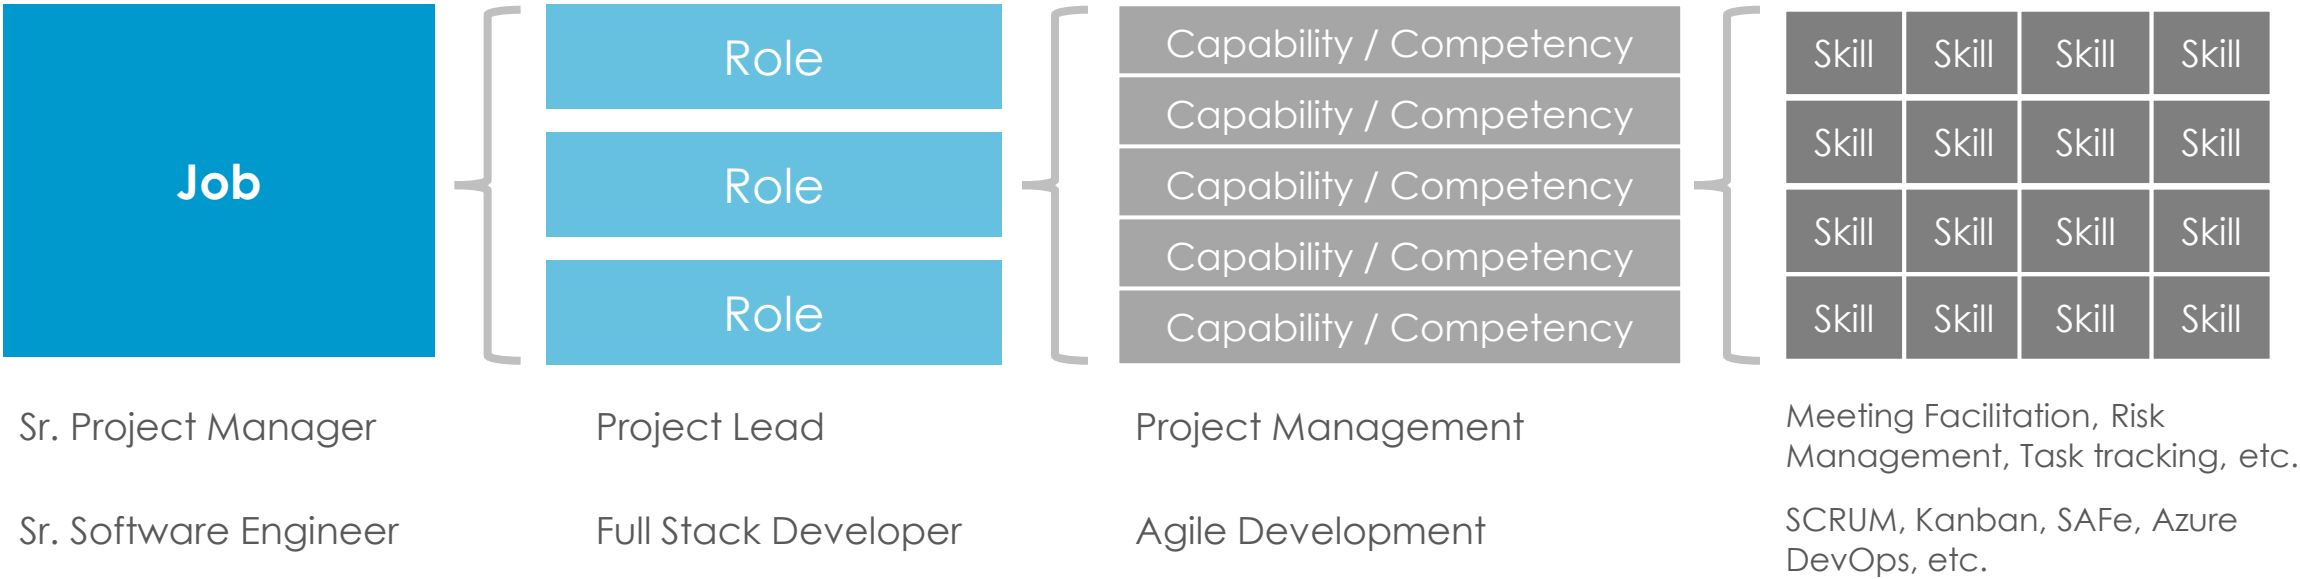 Job
Role
Role
Role
Capability / Competency
Capability / Competency
Capability / Competency
Capability / Competency
Capability / Competency
Skill Skill Skill Skill
Skill Skill Skill Skill
Skill Skill Skill Skill
Skill Skill Skill Skill
Sr. Project Manager
Project Lead
Project Management
Meeting Facilitation, Risk
Management, Task tracking, etc.
Sr. Software Engineer
Full Stack Developer
Agile Development
SCRUM, Kanban, SAFe, Azure
DevOps, etc.